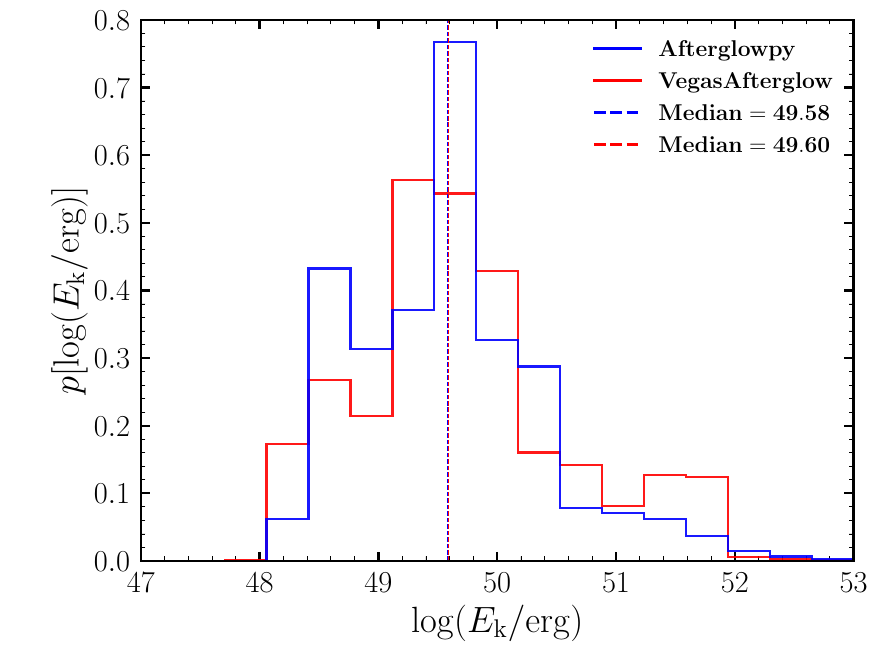 0.8
0.7
0.6
0.5
0.4
0.3
0.2
0.1
0.0
p[log(E_k/erg)]
Afterglowpy
VegasAfterglow
Median = 49.58
Median = 49.60
47 48 49 50 51 52 53
log(E_k/erg)